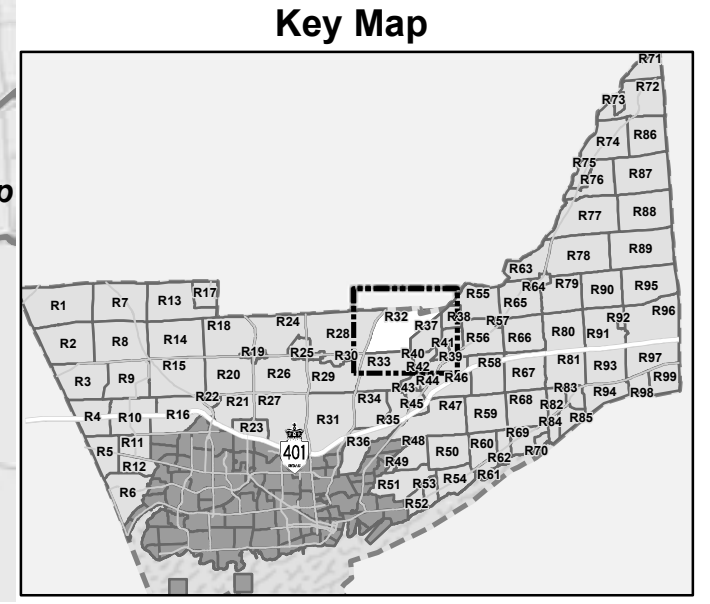 Key Map
R71
R72
R73
R74 R86
R75
R76 R87
p
R77 R88
R78 R89
R63
R64 R79 R90 R95
R17
R1 R7 R13
R55
R65
R96
R18 R24 R32 R38 R57 R92
R28 R37
R2 R8 R14 R41 R56 R66 R80 R91
R19 R25 R30 R33 R40 R39
R15 R42 R58 R81 R93 R97
R3 R9 R20 R26 R29 R44 R46 R67 R99
R43 R83 R94 R98
R22 R21 R27 R34 R45 R47 R68 R82
R4 R10 R16 R31 R35 R59 R84 R85
R23 R69
R11 R36 R48 R60 R70
R5 401 R50 R62
R12 R49
R6 R51 R53 R54 R61
R52